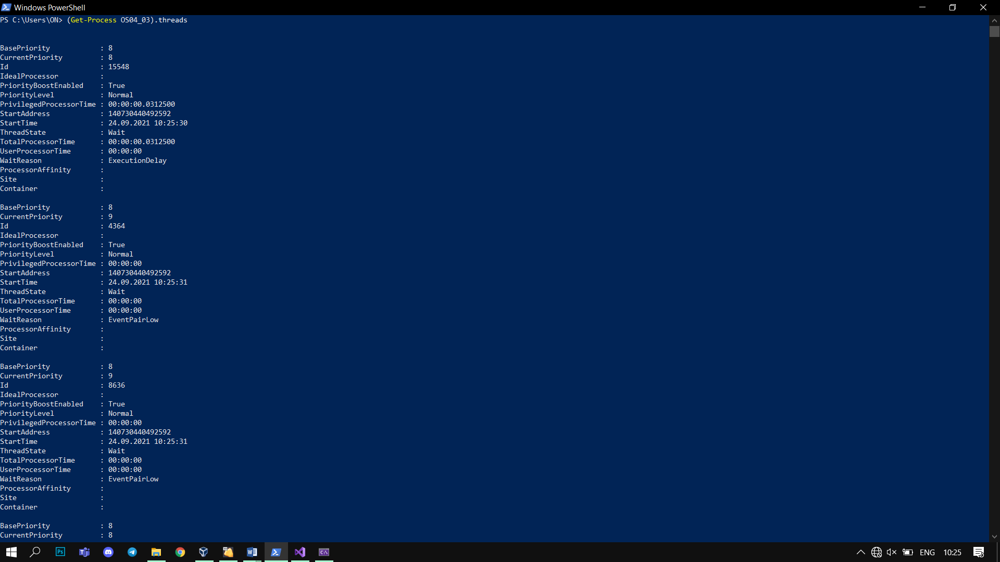 Windows PowerShell
PS C:\Users\ON> (Get-Process OS04_03).threads
BasePriority            : 8
CurrentPriority         : 8
Id                      : 15548
IdealProcessor          :
PriorityBoostEnabled    : True
PriorityLevel           : Normal
PrivilegedProcessorTime : 00:00:00.0312500
StartAddress            : 140730440492592
StartTime               : 24.09.2021 10:25:30
ThreadState             : Wait
TotalProcessorTime      : 00:00:00.0312500
UserProcessorTime       : 00:00:00
WaitReason              : ExecutionDelay
ProcessorAffinity       :
Site                    :
Container               :
BasePriority            : 8
CurrentPriority         : 9
Id                      : 4364
IdealProcessor          :
PriorityBoostEnabled    : True
PriorityLevel           : Normal
PrivilegedProcessorTime : 00:00:00
StartAddress            : 140730440492592
StartTime               : 24.09.2021 10:25:31
ThreadState             : Wait
TotalProcessorTime      : 00:00:00
UserProcessorTime       : 00:00:00
WaitReason              : EventPairLow
ProcessorAffinity       :
Site                    :
Container               :
BasePriority            : 8
CurrentPriority         : 9
Id                      : 8636
IdealProcessor          :
PriorityBoostEnabled    : True
PriorityLevel           : Normal
PrivilegedProcessorTime : 00:00:00
StartAddress            : 140730440492592
StartTime               : 24.09.2021 10:25:31
ThreadState             : Wait
TotalProcessorTime      : 00:00:00
UserProcessorTime       : 00:00:00
WaitReason              : EventPairLow
ProcessorAffinity       :
Site                    :
Container               :
BasePriority            : 8
CurrentPriority         : 8
Ps
ENG 10:25